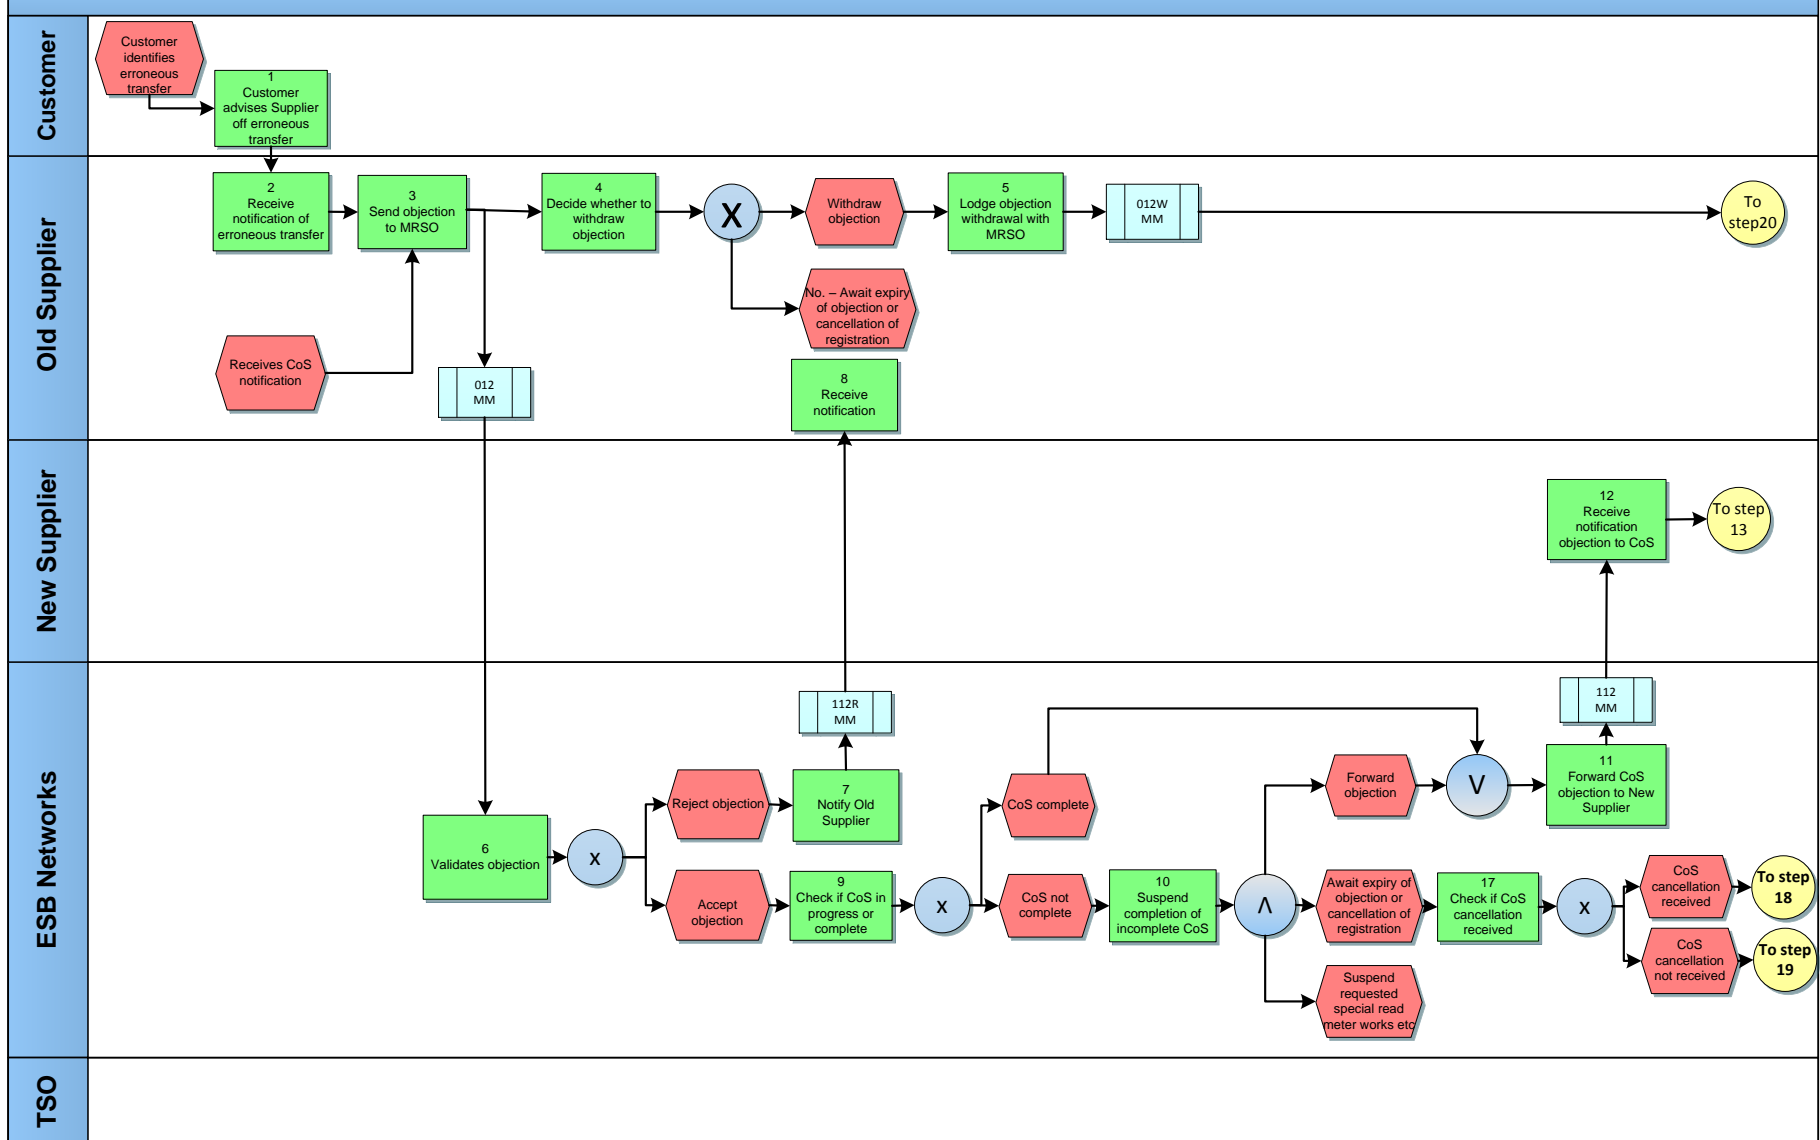 Customer
Customer
identifies
erroneous
transfer
1
Customer
advises Supplier
off erroneous
transfer
Old Supplier
2
Receive
notification of
erroneous transfer
3
Send objection
to MRSO
4
Decide whether to
withdraw
objection
X
Withdraw
objection
5
Lodge objection
withdrawal with
MRSO
012W
MM
To
step20
No. – Await expiry
of objection or
cancellation of
registration
Receives CoS
notification
012
MM
8
Receive
notification
New Supplier
12
Receive
notification
objection to CoS
To step
13
ESB Networks
112R
MM
112
MM
Reject objection
7
Notify Old
Supplier
CoS complete
Forward
objection
V
11
Forward CoS
objection to New
Supplier
6
Validates objection
x
Accept
objection
9
Check if CoS in
progress or
complete
x
CoS not
complete
10
Suspend
completion of
incomplete CoS
Λ
Await expiry of
objection or
cancellation of
registration
17
Check if CoS
cancellation
received
x
CoS
cancellation
received
To step
18
CoS
cancellation
not received
To step
19
Suspend
requested
special read
meter works etc
TSO